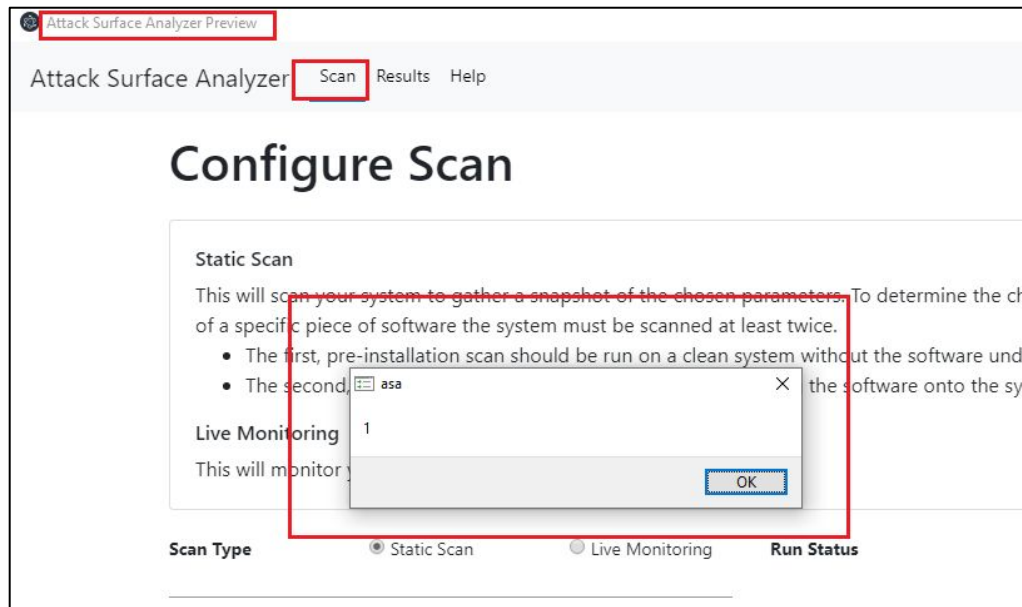 Attack Surface Analyzer Preview
Attack Surface Analyzer Scan Results Help
Configure Scan
Static Scan
This will scan your system to gather a snapshot of the chosen parameters. To determine the
of a specific piece of software the system must be scanned at least twice.
The first, pre-installation scan should be run on a clean system without the software
The second, the software onto the
asa
1
OK
Live Monitoring
This will monitor
Scan Type Static Scan Live Monitoring Run Status